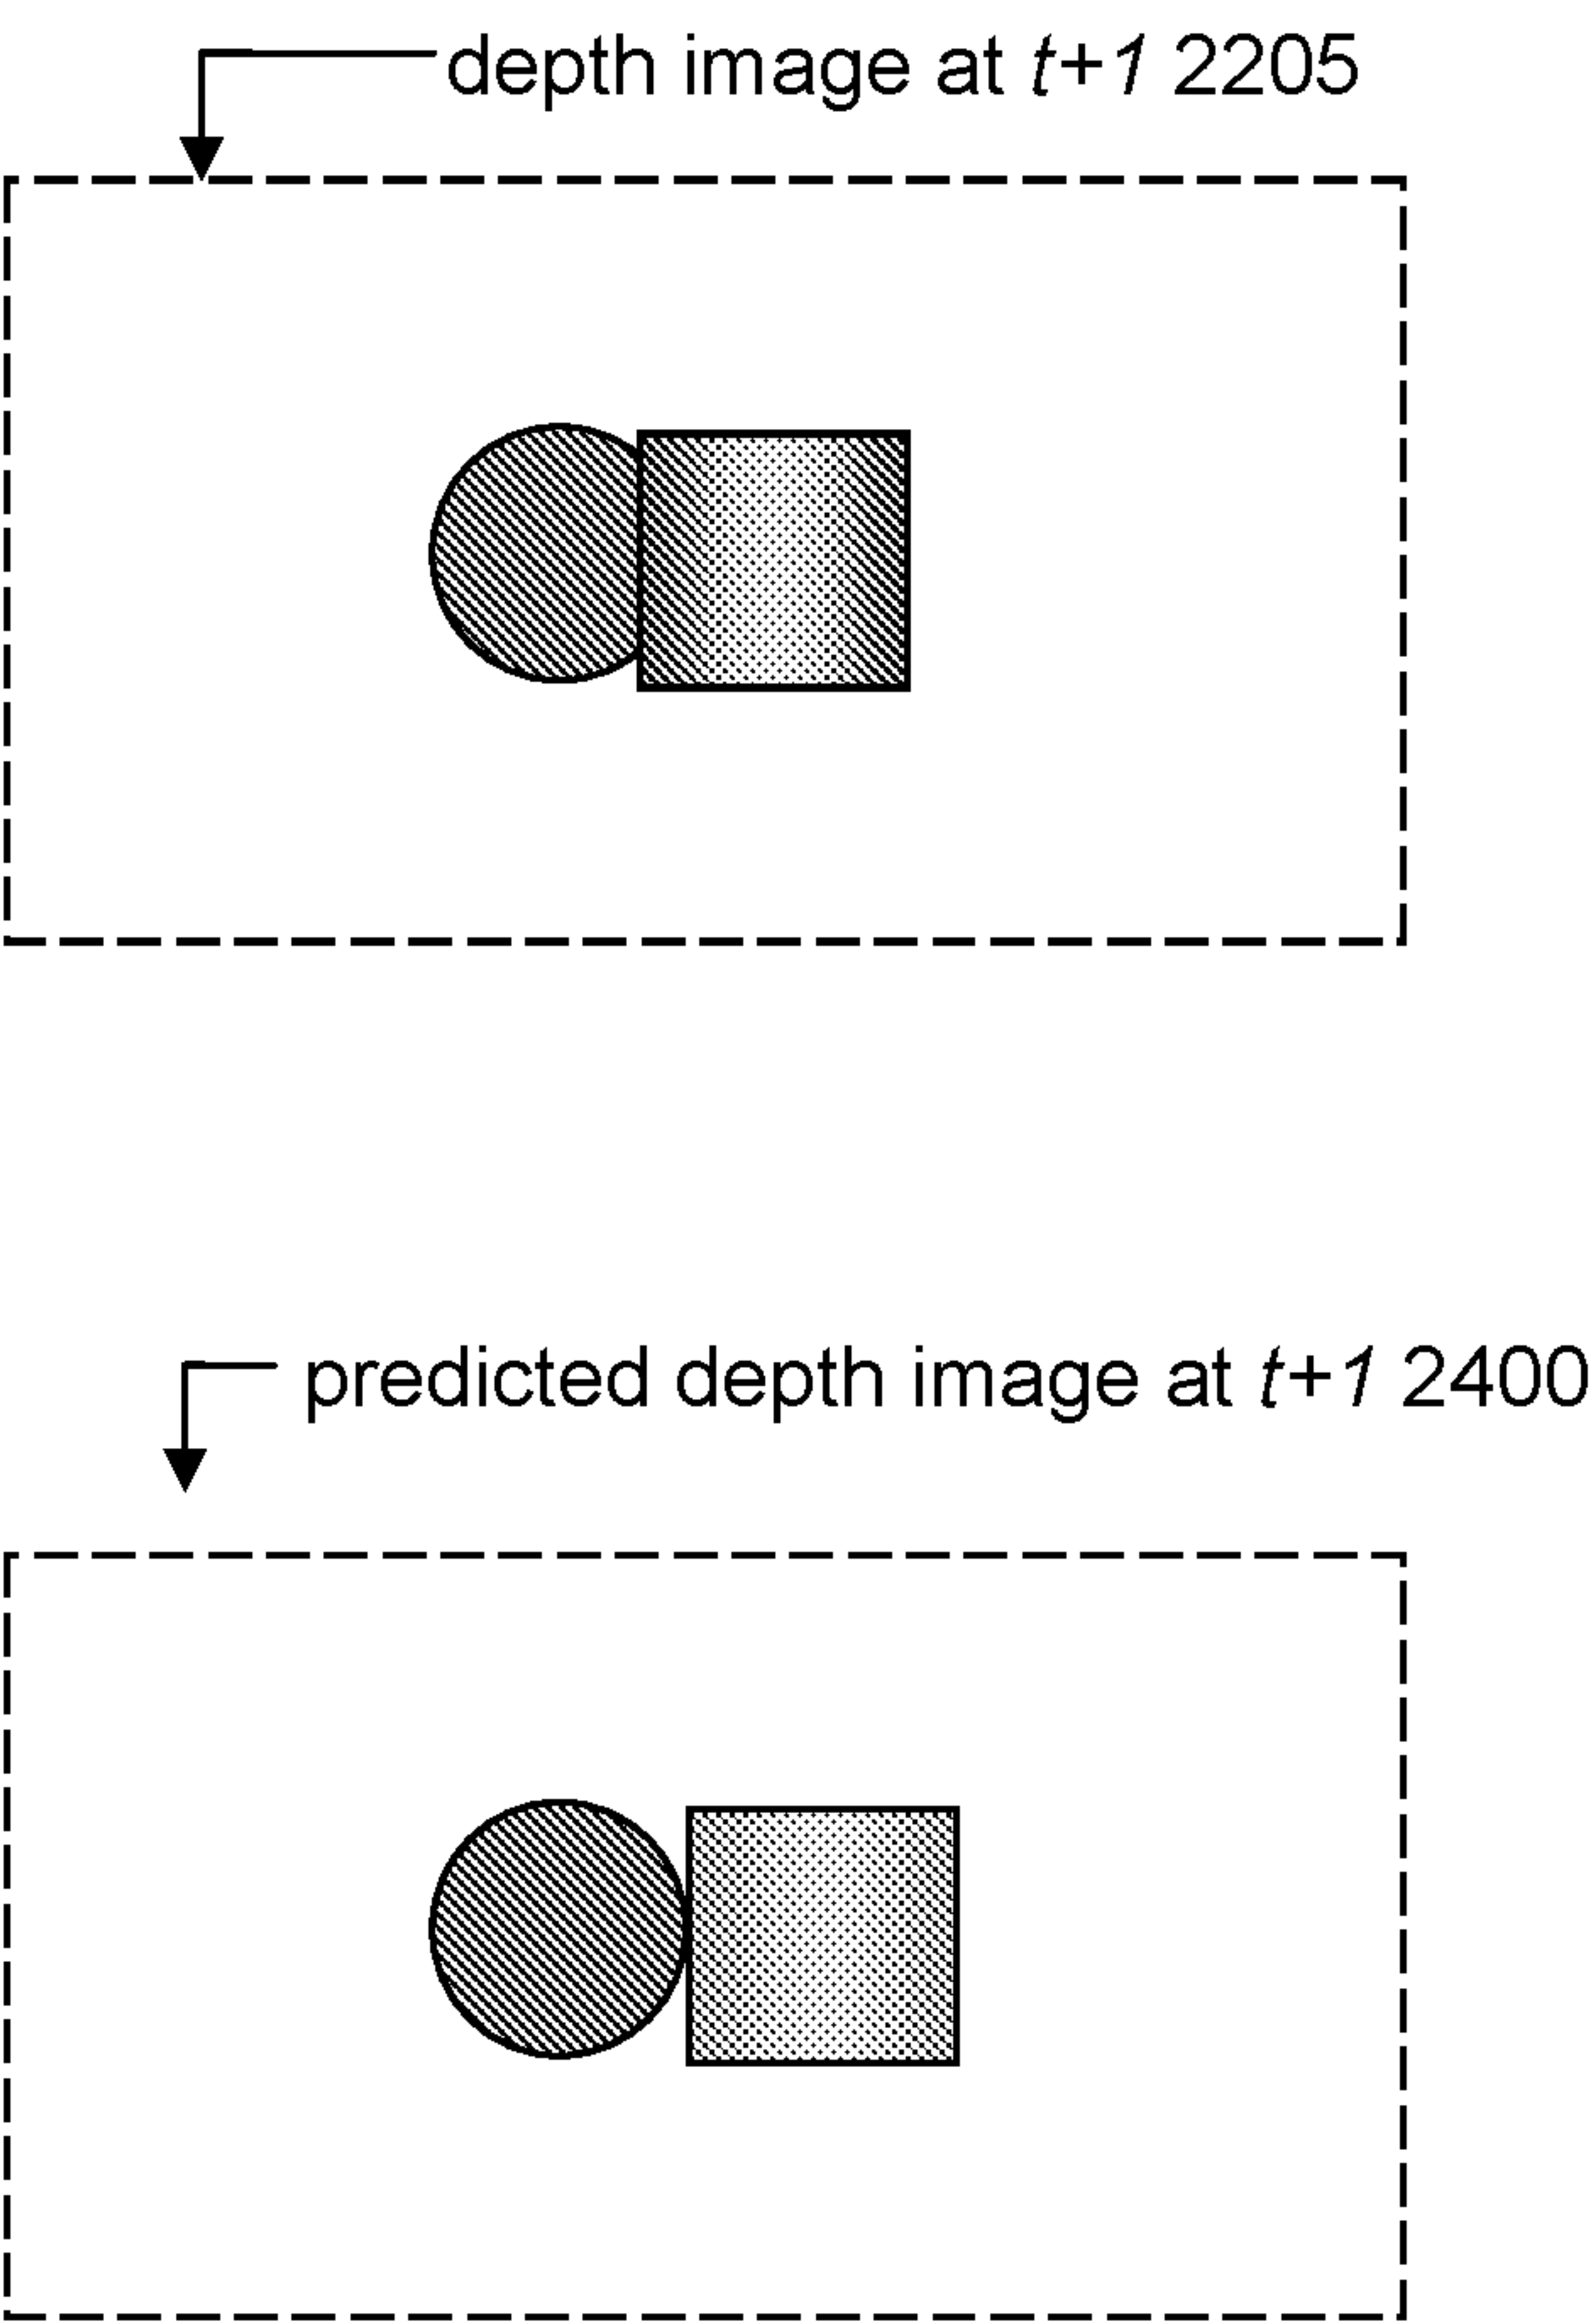 depth image at t+1 2205
predicted depth image at t+1 2400